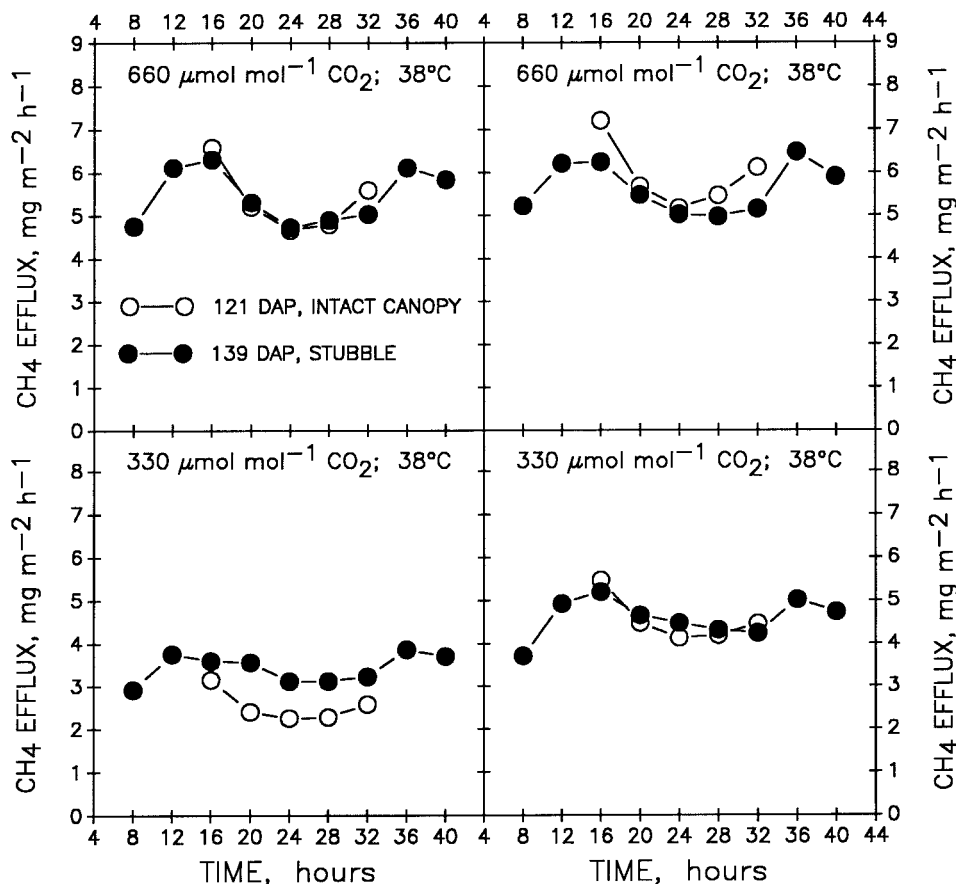 4 8 12 16 20 24 28 32 36 40 4 8 12 16 20 24 28 32 36 40 44
660 μmol mol⁻¹ CO₂; 38°C
660 μmol mol⁻¹ CO₂; 38°C
9
8
7
6
5
4
3
2
1
0
CH₄ EFFLUX, mg m⁻² h⁻¹
121 DAP, INTACT CANOPY
139 DAP, STUBBLE
9
8
7
6
5
4
3
2
1
0
CH₄ EFFLUX, mg m⁻² h⁻¹
330 μmol mol⁻¹ CO₂; 38°C
330 μmol mol⁻¹ CO₂; 38°C
8
7
6
5
4
3
2
1
0
CH₄ EFFLUX, mg m⁻² h⁻¹
8
7
6
5
4
3
2
1
0
CH₄ EFFLUX, mg m⁻² h⁻¹
4 8 12 16 20 24 28 32 36 40 4 8 12 16 20 24 28 32 36 40 44
TIME, hours
TIME, hours